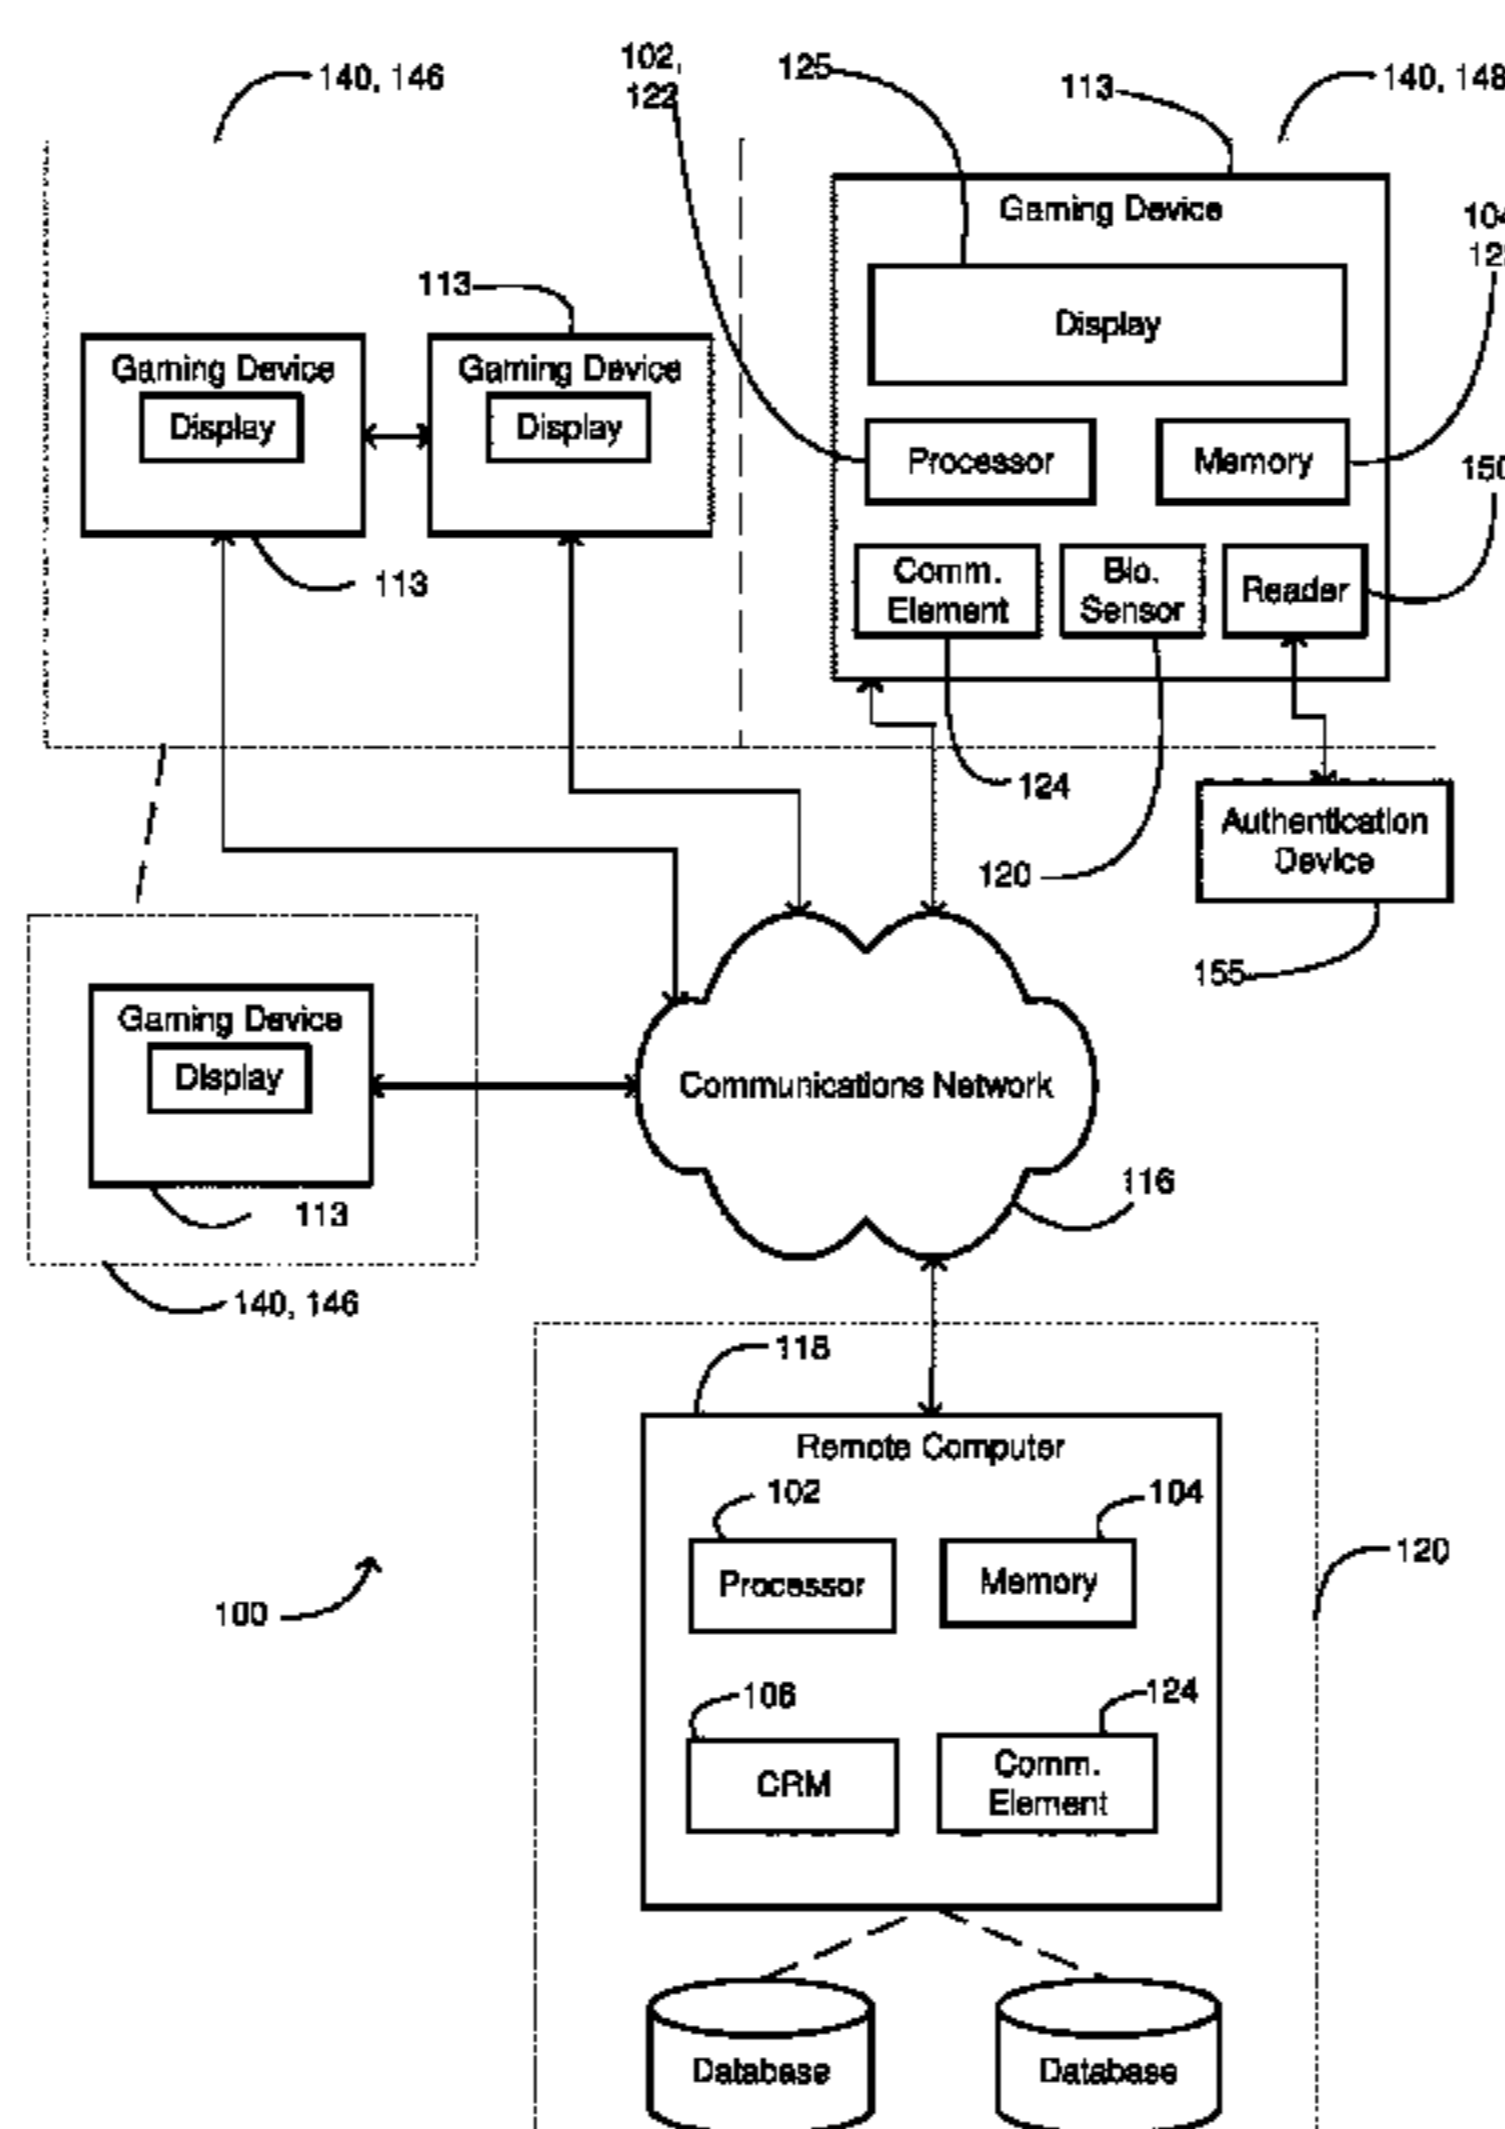 140, 146
102,
122
125
113
140, 148
Gaming Device
Display
113
Gaming Device
Display
Gaming Device
Display
113
Processor
Memory
Comm.
Element
Bio.
Sensor
Reader
124
120
Authentication
Device
155
Gaming Device
Display
113
140, 146
Communications Network
116
118
Remote Computer
102
104
Processor
Memory
120
100
106
124
CRM
Comm.
Element
Database
Database